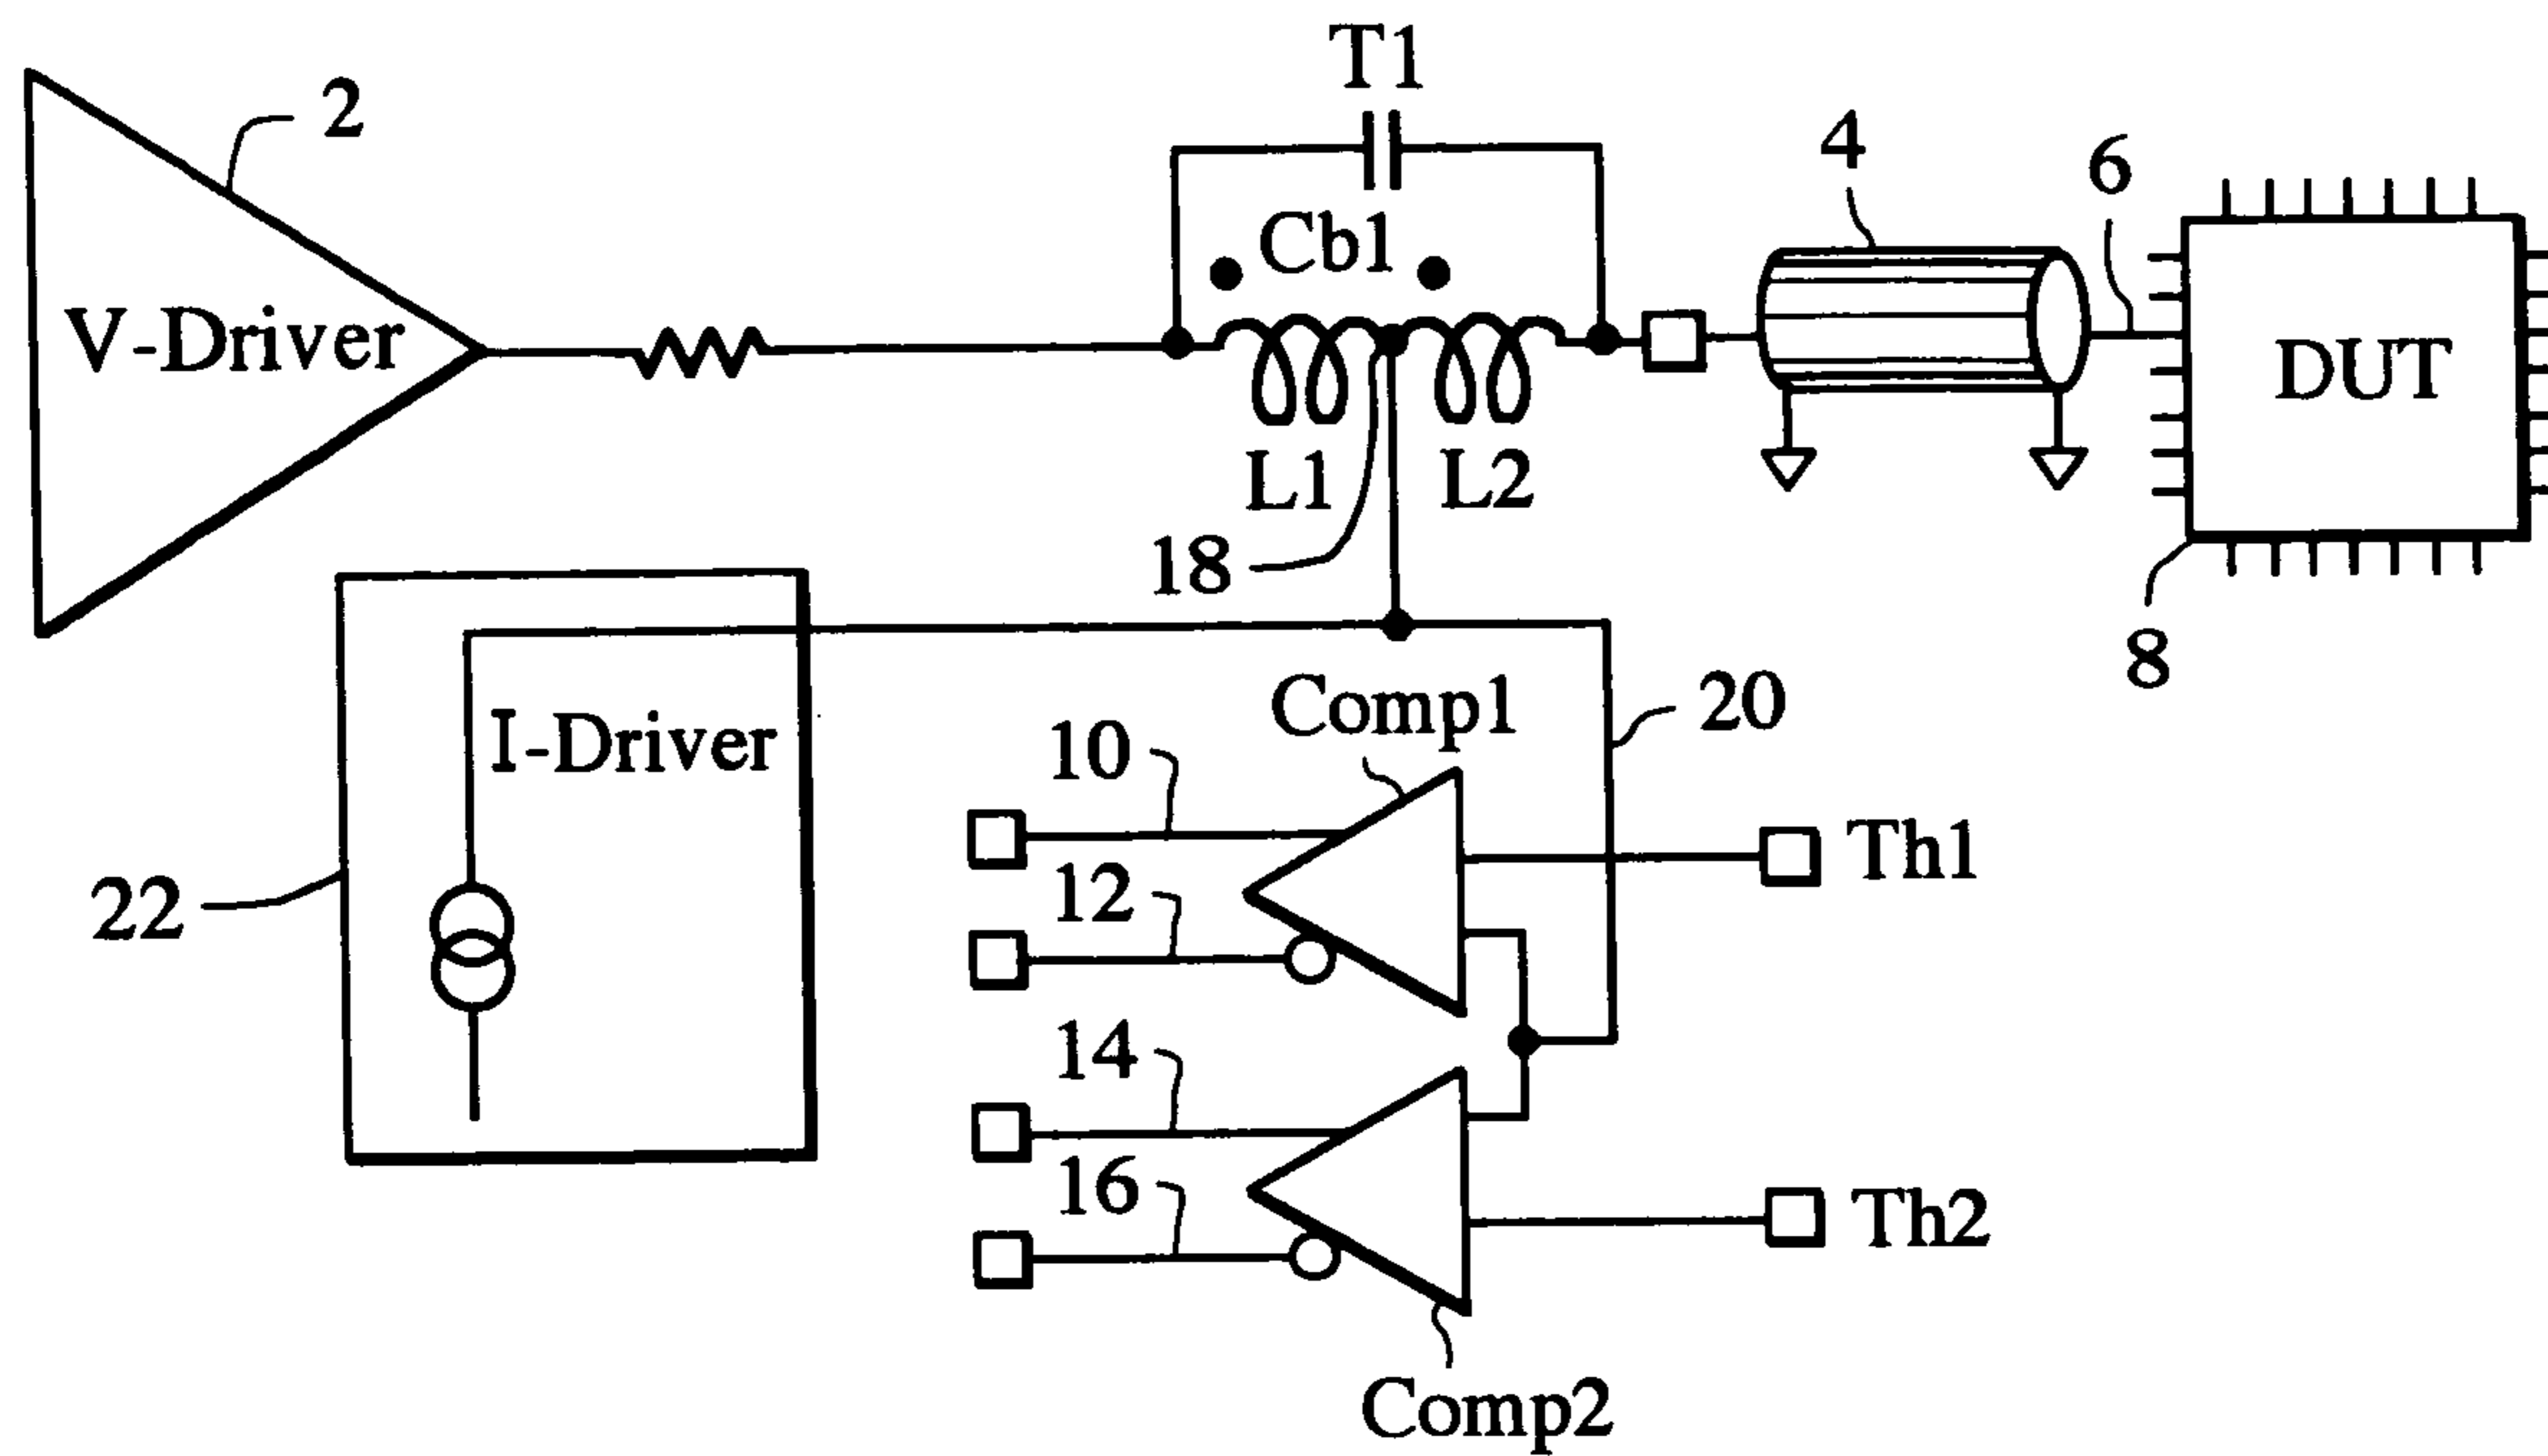 T1
2
4
6
Cb1
V-Driver
DUT
L1
L2
18
8
20
Comp1
I-Driver
10
Th1
12
22
14
16
Th2
Comp2